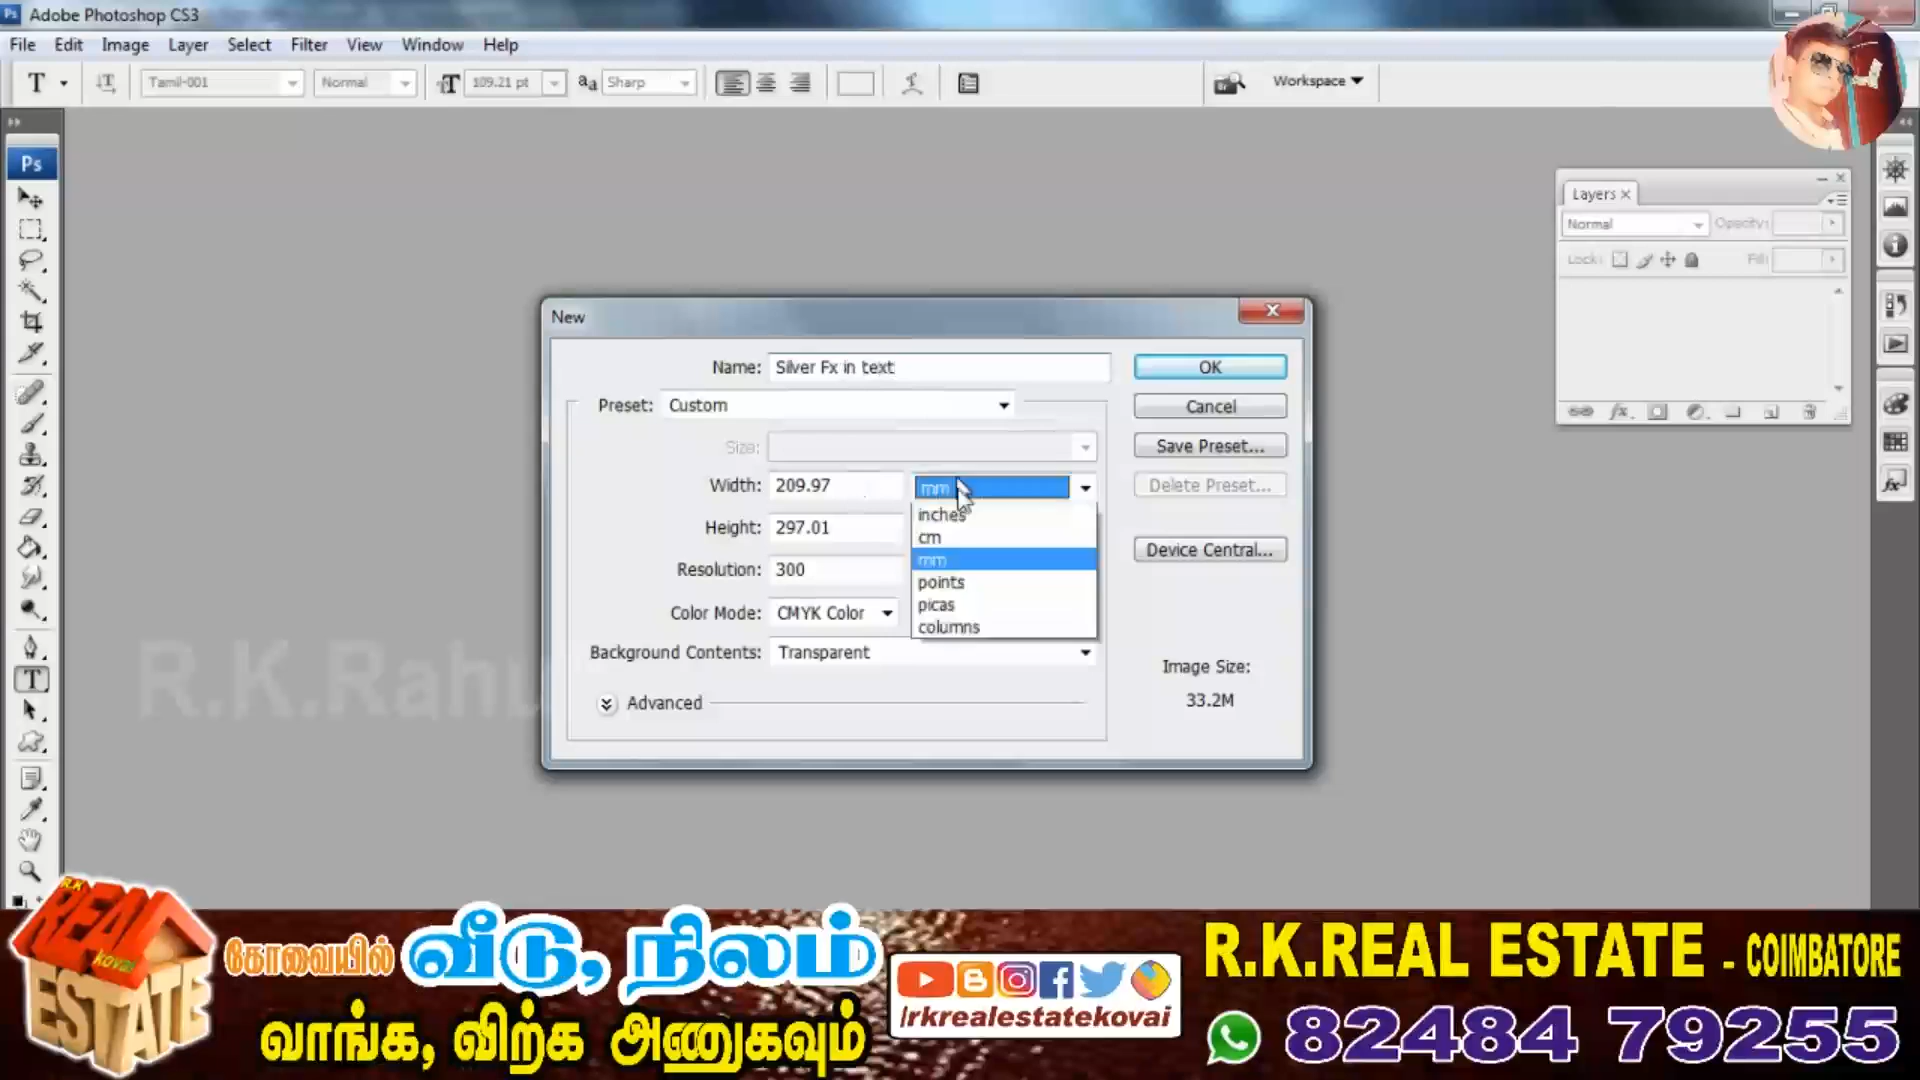 Ps Adobe Photoshop CS3
File Edit Image Layer Select Filter View Window Help
T Tamil-001 Normal 109.21 pt aa Sharp Workspace
Ps
Layers
Normal Opacity:
Lock: Fill:
New
Name: Silver Fx in text OK
Preset: Custom Cancel
Size: Save Preset...
Width: 209.97 mm Delete Preset...
inches
Height: 297.01 cm
mm Device Central...
Resolution: 300 points
picas
Color Mode: CMYK Color columns
Background Contents: Transparent
Image Size:
Advanced 33.2M
R.K.Rahu
R.K REAL kovai ESTATE
கோவையில் வீடு, நிலம்
வாங்க, விற்க அணுகவும்
/rkrealestatekovai
R.K.REAL ESTATE - COIMBATORE
82484 79255